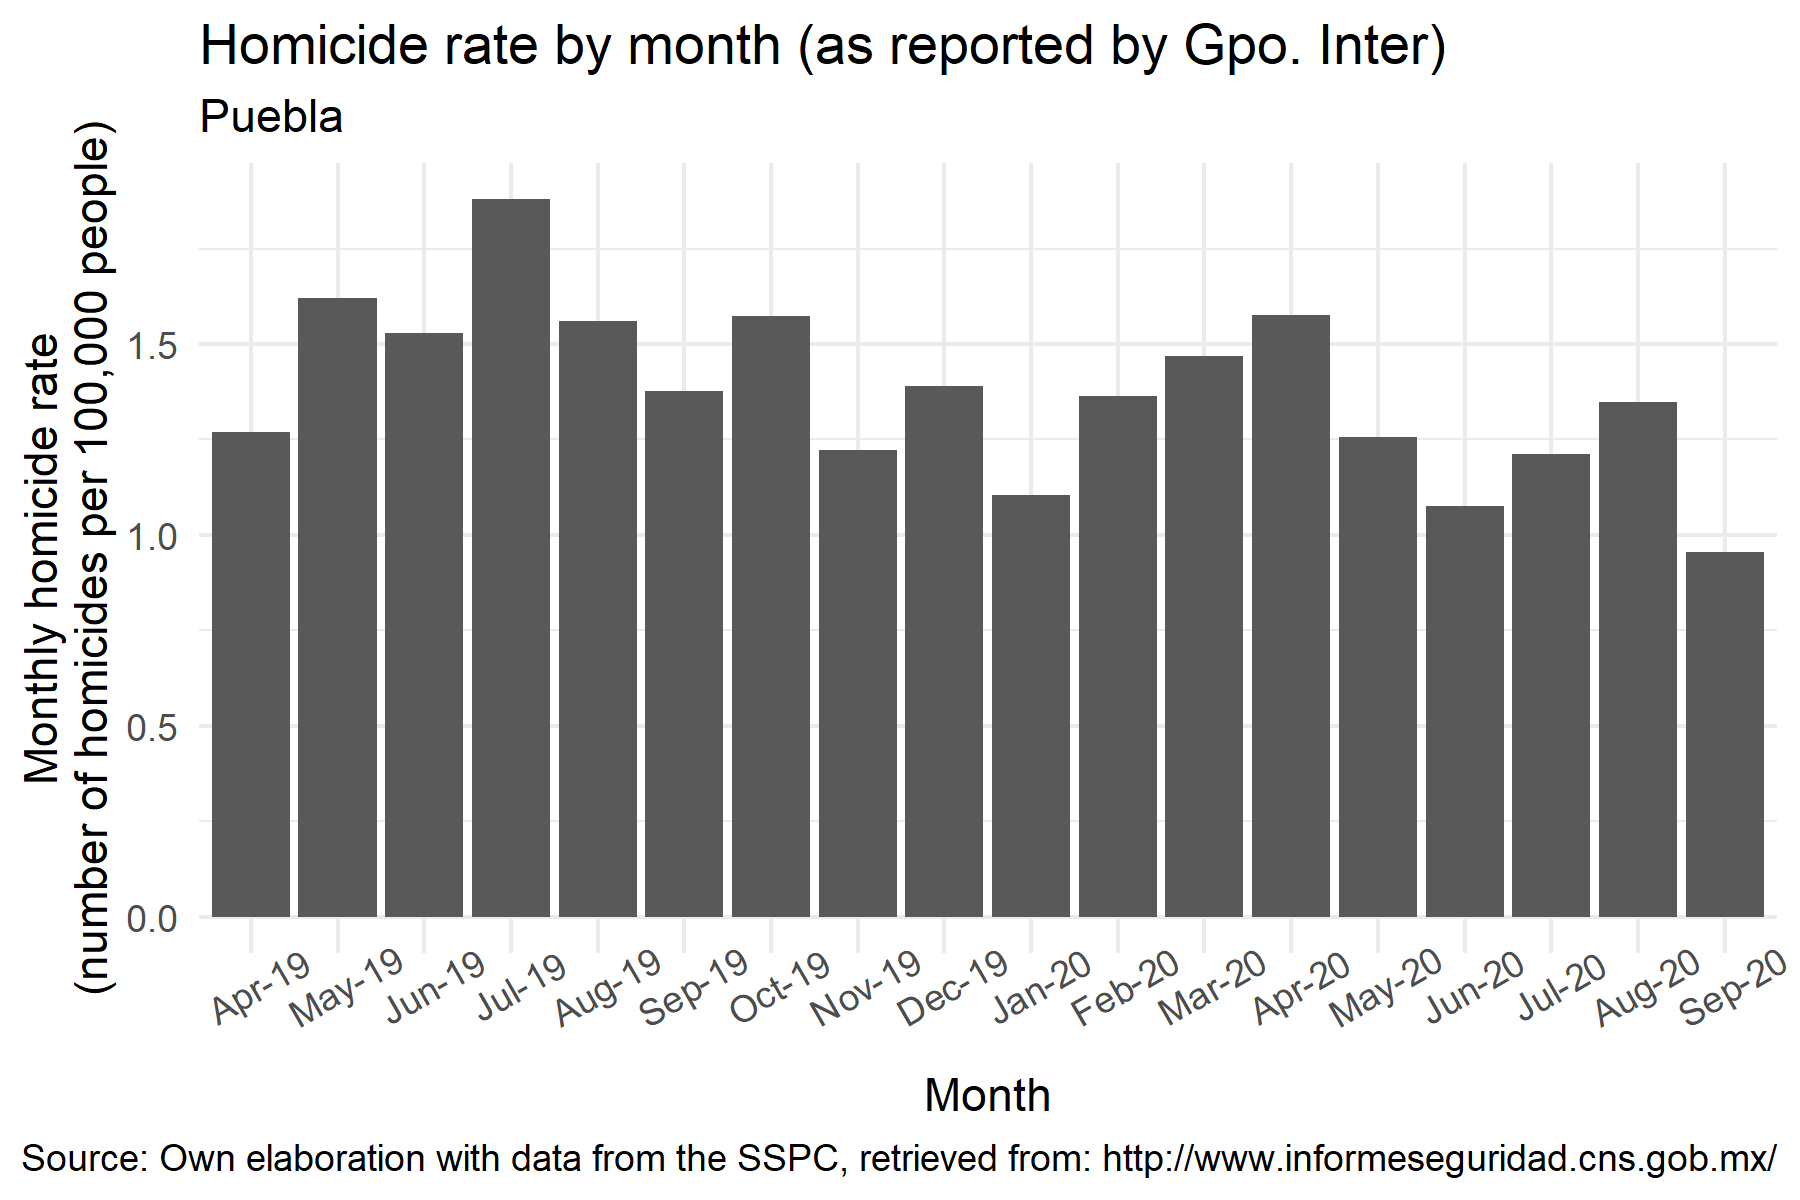 Homicide rate by month (as reported by Gpo. Inter)
Puebla
Monthly homicide rate
(number of homicides per 100,000 people)
1.5
1.0
0.5
0.0
Apr-19
May-19
Jun-19
Jul-19
Aug-19
Sep-19
Oct-19
Nov-19
Dec-19
Jan-20
Feb-20
Mar-20
Apr-20
May-20
Jun-20
Jul-20
Aug-20
Sep-20
Month
Source: Own elaboration with data from the SSPC, retrieved from: http://www.informeseguridad.cns.gob.mx/